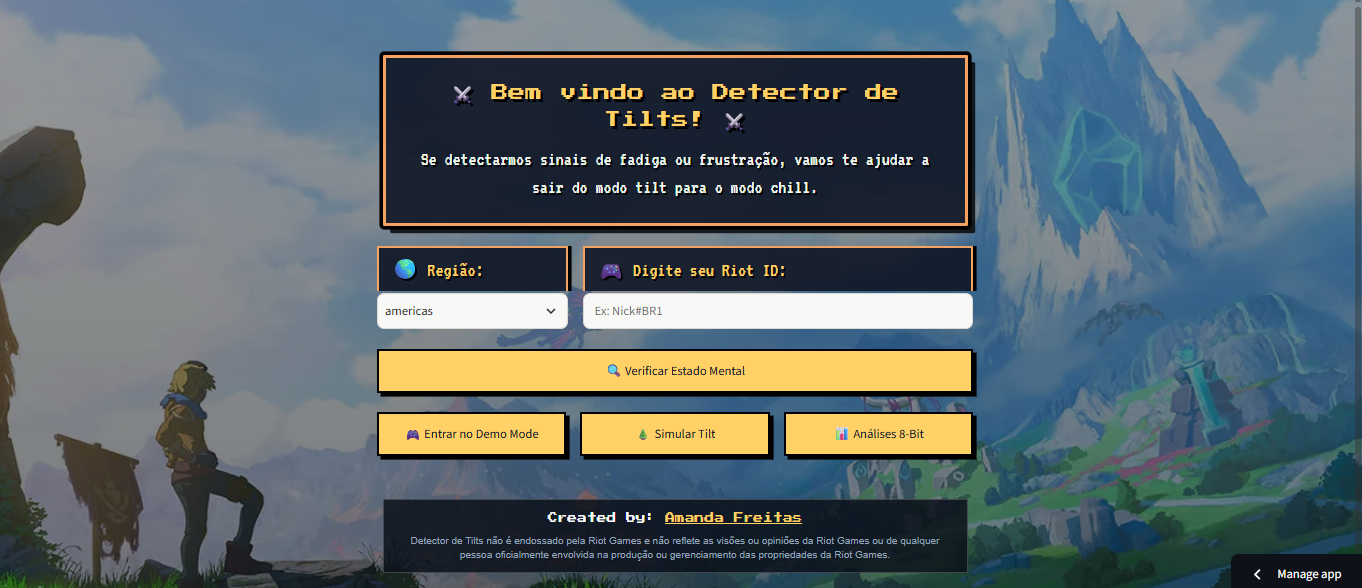 Bem vindo ao Detector de
Tilts!
Se detectarmos sinais de fadiga ou frustração, vamos te ajudar a
sair do modo tilt para o modo chill.
Região:
Digite seu Riot ID:
americas
Ex: Nick#BR1
Verificar Estado Mental
Entrar no Demo Mode
Simular Tilt
Análises 8-Bit
Created by: Amanda Freitas
Detector de Tilts não é endossado pela Riot Games e não reflete as visões ou opiniões da Riot Games ou de qualquer
pessoa oficialmente envolvida na produção ou gerenciamento das propriedades da Riot Games.
Manage app